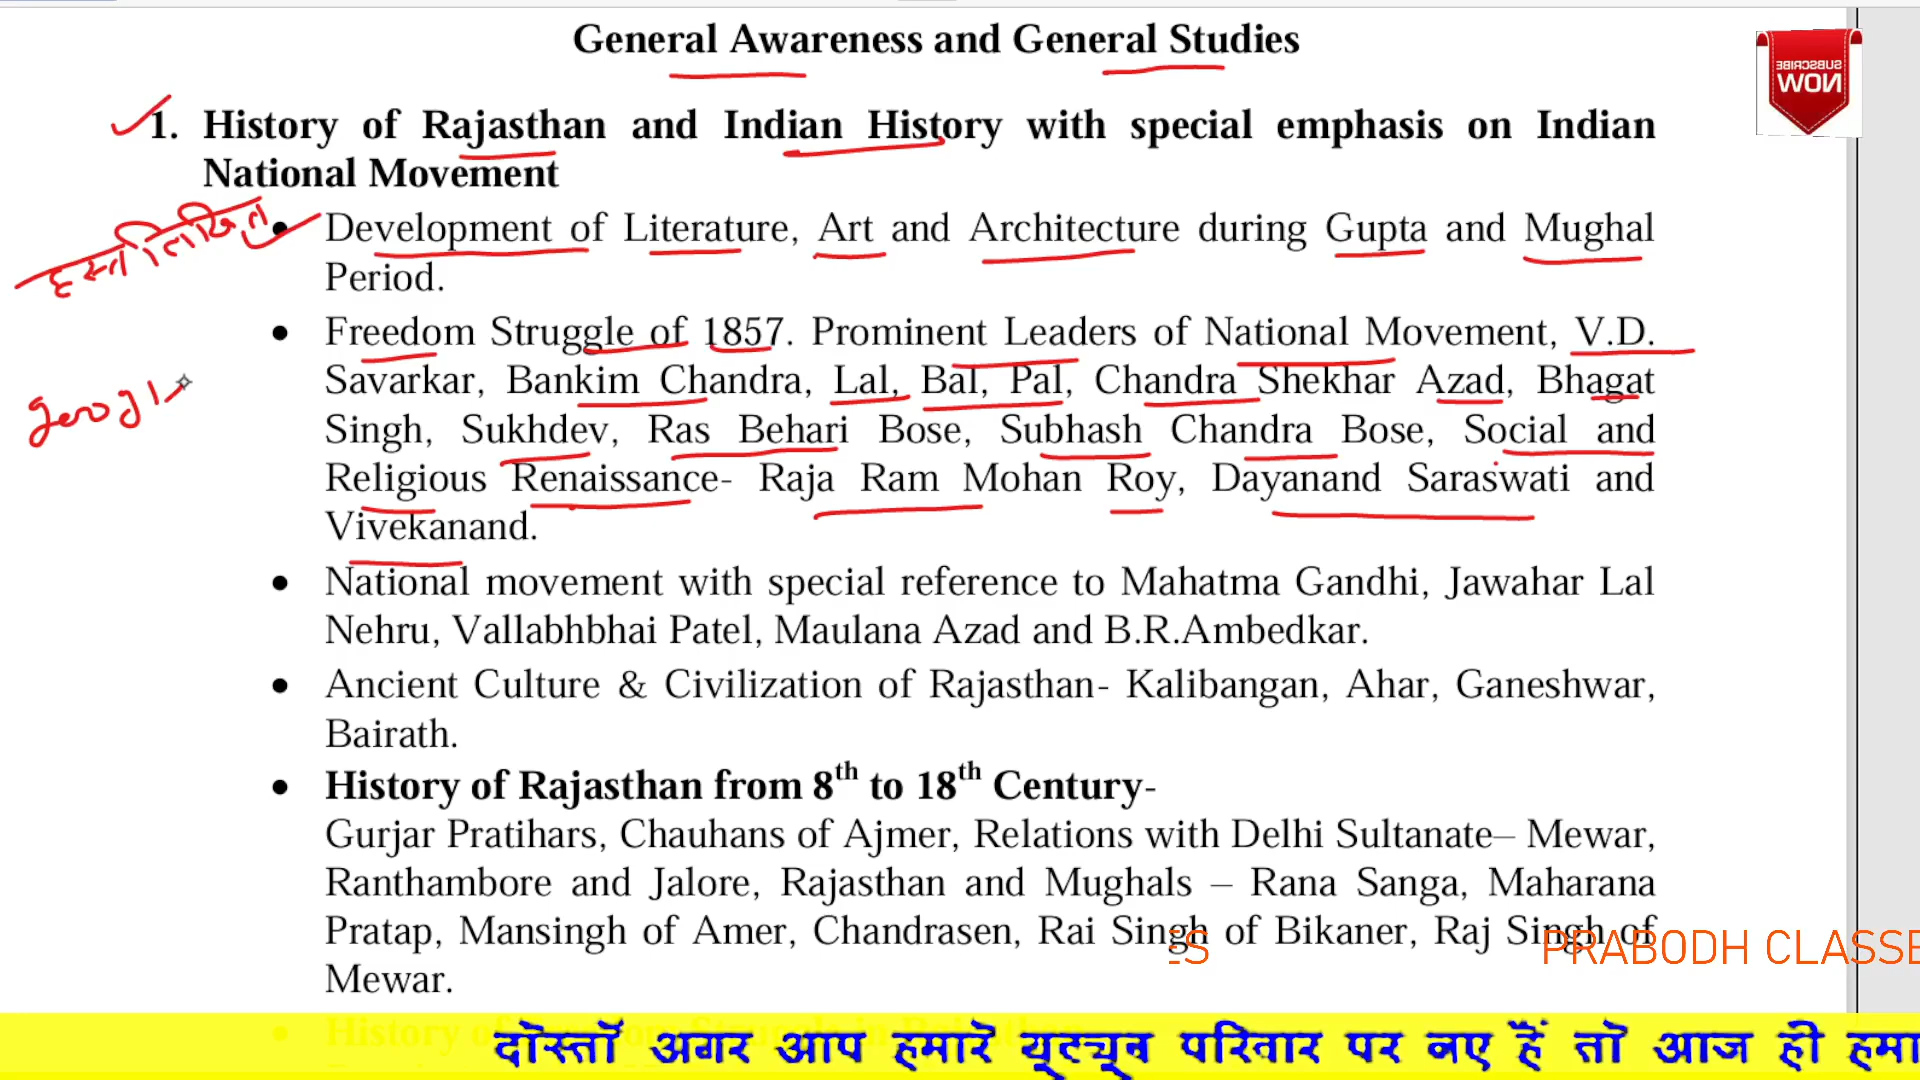 General Awareness and General Studies
SUBSCRIBE
NOW
1. History of Rajasthan and Indian History with special emphasis on Indian
National Movement
हस्तलिखित
• Development of Literature, Art and Architecture during Gupta and Mughal
Period.
• Freedom Struggle of 1857. Prominent Leaders of National Movement, V.D.
Savarkar, Bankim Chandra, Lal, Bal, Pal, Chandra Shekhar Azad, Bhagat
Singh, Sukhdev, Ras Behari Bose, Subhash Chandra Bose, Social and
Religious Renaissance- Raja Ram Mohan Roy, Dayanand Saraswati and
Vivekanand.
• National movement with special reference to Mahatma Gandhi, Jawahar Lal
Nehru, Vallabhbhai Patel, Maulana Azad and B.R.Ambedkar.
• Ancient Culture & Civilization of Rajasthan- Kalibangan, Ahar, Ganeshwar,
Bairath.
• History of Rajasthan from 8th to 18th Century-
Gurjar Pratihars, Chauhans of Ajmer, Relations with Delhi Sultanate– Mewar,
Ranthambore and Jalore, Rajasthan and Mughals – Rana Sanga, Maharana
Pratap, Mansingh of Amer, Chandrasen, Rai Singh of Bikaner, Raj Singh of
Mewar.
ES PRABODH CLASSE
दोस्तों अगर आप हमारे यूट्यूब परिवार पर नए हैं तो आज ही हमा